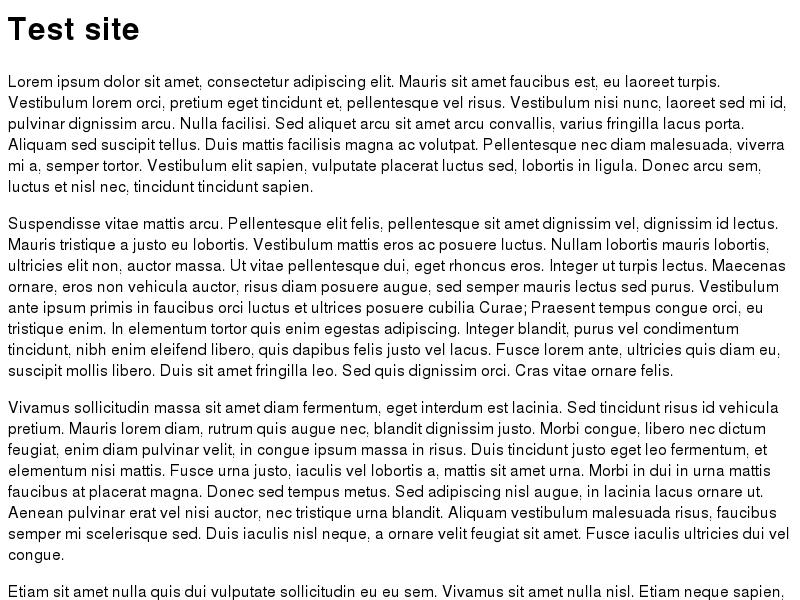 Test site
Lorem ipsum dolor sit amet, consectetur adipiscing elit. Mauris sit amet faucibus est, eu laoreet turpis.
Vestibulum lorem orci, pretium eget tincidunt et, pellentesque vel risus. Vestibulum nisi nunc, laoreet sed mi id,
pulvinar dignissim arcu. Nulla facilisi. Sed aliquet arcu sit amet arcu convallis, varius fringilla lacus porta.
Aliquam sed suscipit tellus. Duis mattis facilisis magna ac volutpat. Pellentesque nec diam malesuada, viverra
mi a, semper tortor. Vestibulum elit sapien, vulputate placerat luctus sed, lobortis in ligula. Donec arcu sem,
luctus et nisl nec, tincidunt tincidunt sapien.
Suspendisse vitae mattis arcu. Pellentesque elit felis, pellentesque sit amet dignissim vel, dignissim id lectus.
Mauris tristique a justo eu lobortis. Vestibulum mattis eros ac posuere luctus. Nullam lobortis mauris lobortis,
ultricies elit non, auctor massa. Ut vitae pellentesque dui, eget rhoncus eros. Integer ut turpis lectus. Maecenas
ornare, eros non vehicula auctor, risus diam posuere augue, sed semper mauris lectus sed purus. Vestibulum
ante ipsum primis in faucibus orci luctus et ultrices posuere cubilia Curae; Praesent tempus congue orci, eu
tristique enim. In elementum tortor quis enim egestas adipiscing. Integer blandit, purus vel condimentum
tincidunt, nibh enim eleifend libero, quis dapibus felis justo vel lacus. Fusce lorem ante, ultricies quis diam eu,
suscipit mollis libero. Duis sit amet fringilla leo. Sed quis dignissim orci. Cras vitae ornare felis.
Vivamus sollicitudin massa sit amet diam fermentum, eget interdum est lacinia. Sed tincidunt risus id vehicula
pretium. Mauris lorem diam, rutrum quis augue nec, blandit dignissim justo. Morbi congue, libero nec dictum
feugiat, enim diam pulvinar velit, in congue ipsum massa in risus. Duis tincidunt justo eget leo fermentum, et
elementum nisi mattis. Fusce urna justo, iaculis vel lobortis a, mattis sit amet urna. Morbi in dui in urna mattis
faucibus at placerat magna. Donec sed tempus metus. Sed adipiscing nisl augue, in lacinia lacus ornare ut.
Aenean pulvinar erat vel nisi auctor, nec tristique urna blandit. Aliquam vestibulum malesuada risus, faucibus
semper mi scelerisque sed. Duis iaculis nisl neque, a ornare velit feugiat sit amet. Fusce iaculis ultricies dui vel
congue.
Etiam sit amet nulla quis dui vulputate sollicitudin eu eu sem. Vivamus sit amet nulla nisl. Etiam neque sapien,